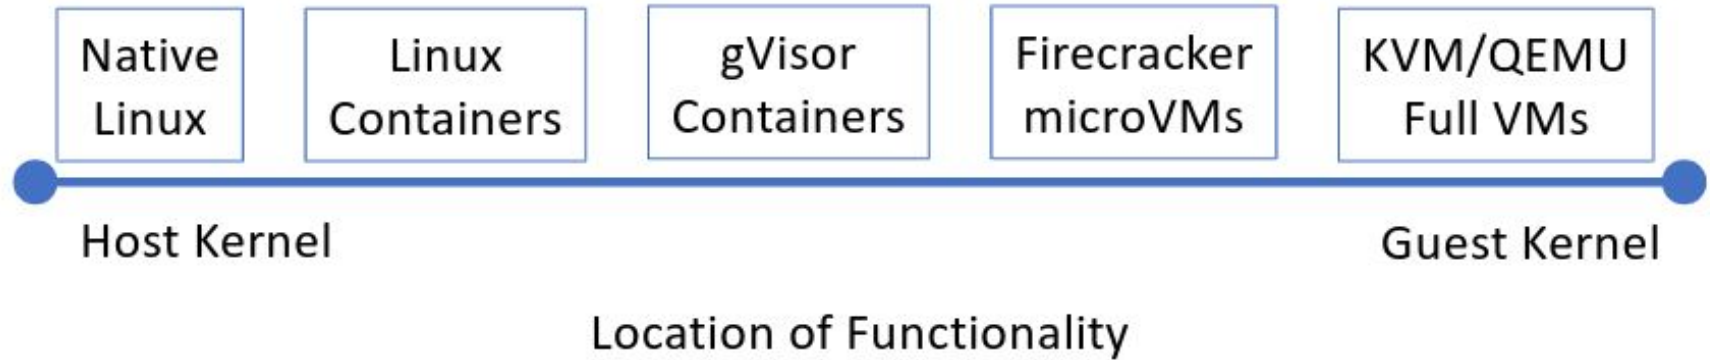 Native
Linux
Linux
Containers
gVisor
Containers
Firecracker
microVMs
KVM/QEMU
Full VMs
Host Kernel
Guest Kernel
Location of Functionality